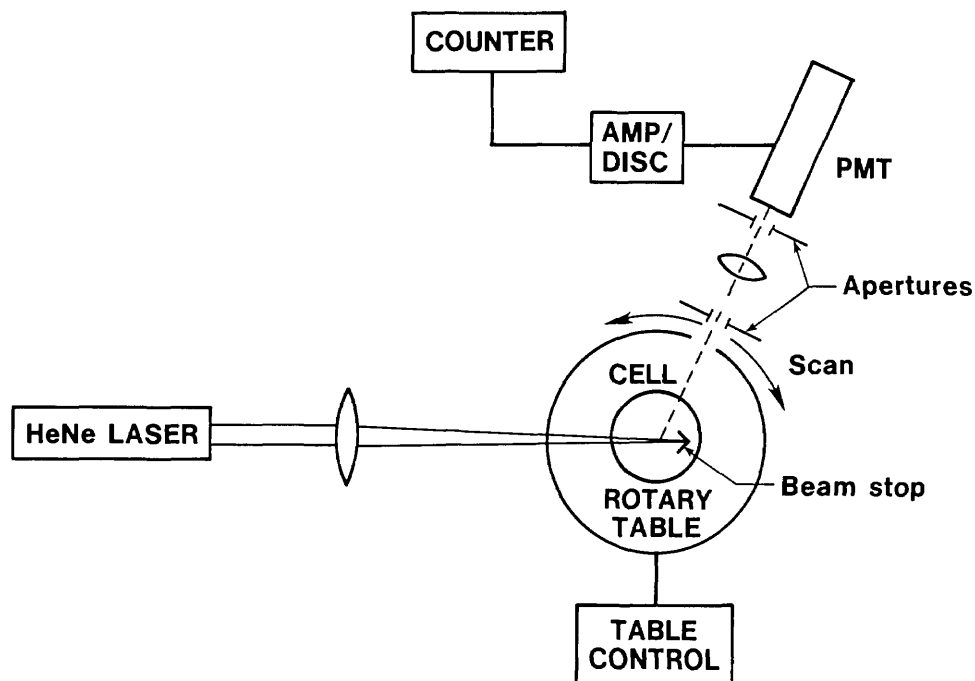 COUNTER
AMP/
DISC
PMT
Apertures
Scan
CELL
HeNe LASER
Beam stop
ROTARY
TABLE
TABLE
CONTROL